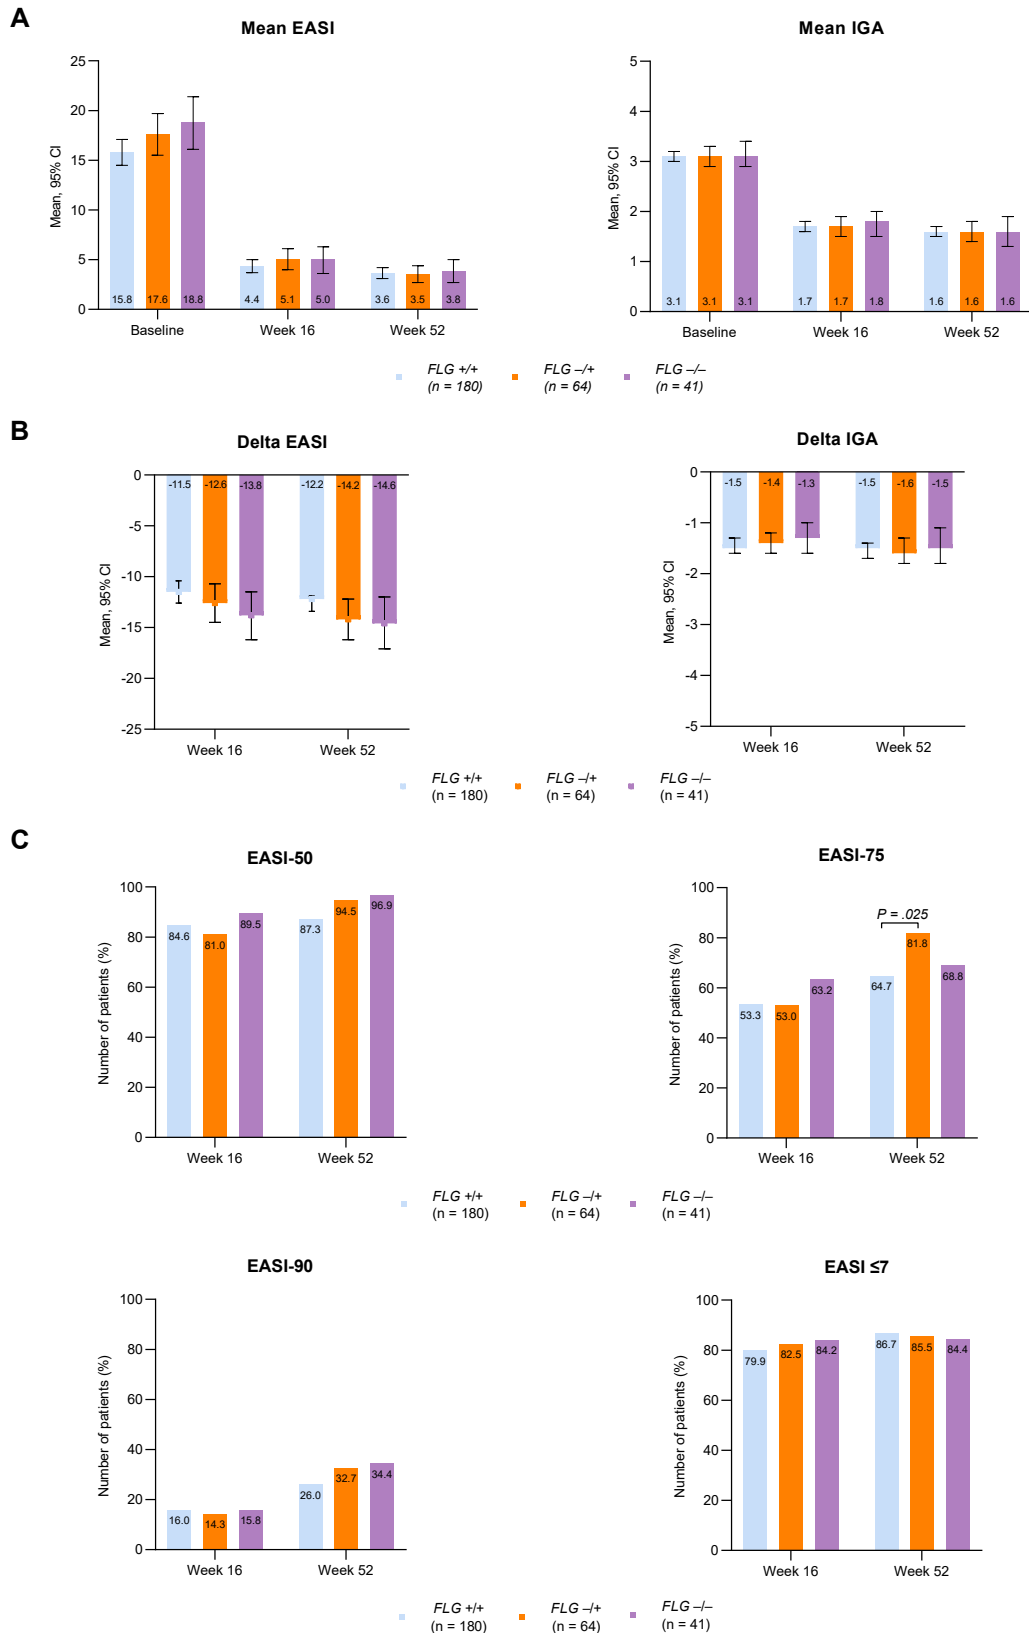 A
Mean EASI
Mean, 95% CI
25
20
15
10
5
0
15.8 17.6 18.8
4.4 5.1 5.0
3.6 3.5 3.8
Baseline Week 16 Week 52
Mean IGA
Mean, 95% CI
5
4
3
2
1
0
3.1 3.1 3.1
1.7 1.7 1.8
1.6 1.6 1.6
Baseline Week 16 Week 52
FLG +/+ FLG –/+ FLG –/–
(n = 180) (n = 64) (n = 41)
B
Delta EASI
Mean, 95% CI
0
-5
-10
-15
-20
-25
-11.5 -12.6 -13.8
-12.2 -14.2 -14.6
Week 16 Week 52
Delta IGA
Mean, 95% CI
0
-1
-2
-3
-4
-5
-1.5 -1.4 -1.3
-1.5 -1.6 -1.5
Week 16 Week 52
FLG +/+ FLG –/+ FLG –/–
(n = 180) (n = 64) (n = 41)
C
EASI-50
Number of patients (%)
100
80
60
40
20
0
84.6 81.0 89.5
87.3 94.5 96.9
Week 16 Week 52
EASI-75
Number of patients (%)
100
80
60
40
20
0
P = .025
53.3 53.0 63.2
64.7 81.8 68.8
Week 16 Week 52
FLG +/+ FLG –/+ FLG –/–
(n = 180) (n = 64) (n = 41)
EASI-90
Number of patients (%)
100
80
60
40
20
0
16.0 14.3 15.8
26.0 32.7 34.4
Week 16 Week 52
EASI ≤7
Number of patients (%)
100
80
60
40
20
0
79.9 82.5 84.2
86.7 85.5 84.4
Week 16 Week 52
FLG +/+ FLG –/+ FLG –/–
(n = 180) (n = 64) (n = 41)